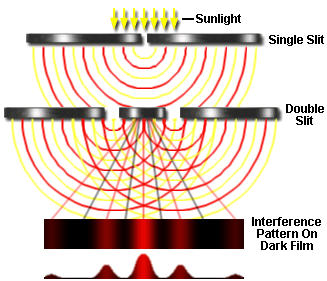 Sunlight
Single Slit
Double
Slit
Interference
Pattern On
Dark Film